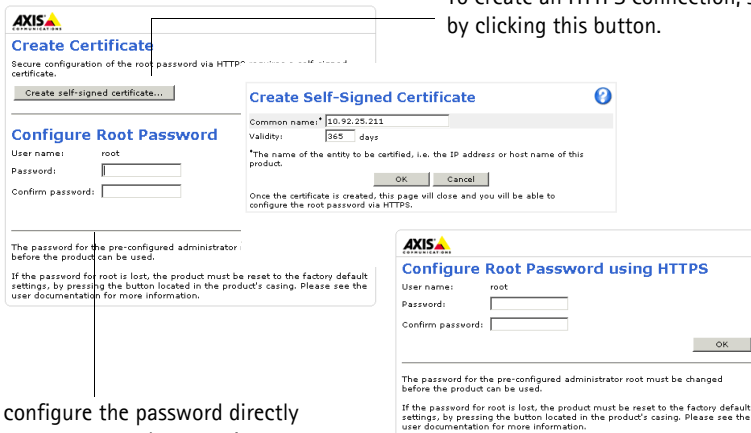 To create an HTTPS connection,
by clicking this button.
AXIS
COMMUNICATIONS
Create Certificate
Secure configuration of the root password via HTTPS requires a self-signed
certificate.
Create self-signed certificate...
Configure Root Password
User name: root
Password:
Confirm password:
The password for the pre-configured administrator
before the product can be used.
If the password for root is lost, the product must be reset to the factory default
settings, by pressing the button located in the product's casing. Please see the
user documentation for more information.
Create Self-Signed Certificate
Common name:* 10.92.25.211
Validity: 365 days
*The name of the entity to be certified, i.e. the IP address or host name of this
product.
OK Cancel
Once the certificate is created, this page will close and you will be able to
configure the root password via HTTPS.
AXIS
COMMUNICATIONS
Configure Root Password using HTTPS
User name: root
Password:
Confirm password:
OK
The password for the pre-configured administrator root must be changed
before the product can be used.
If the password for root is lost, the product must be reset to the factory default
settings, by pressing the button located in the product's casing. Please see the
user documentation for more information.
configure the password directly